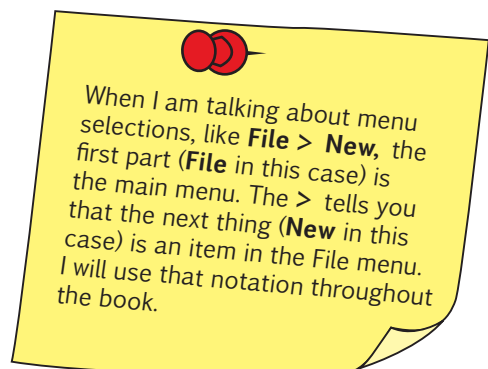 When I am talking about menu
selections, like File > New, the
first part (File in this case) is
the main menu. The > tells you
that the next thing (New in this
case) is an item in the File menu.
I will use that notation throughout
the book.